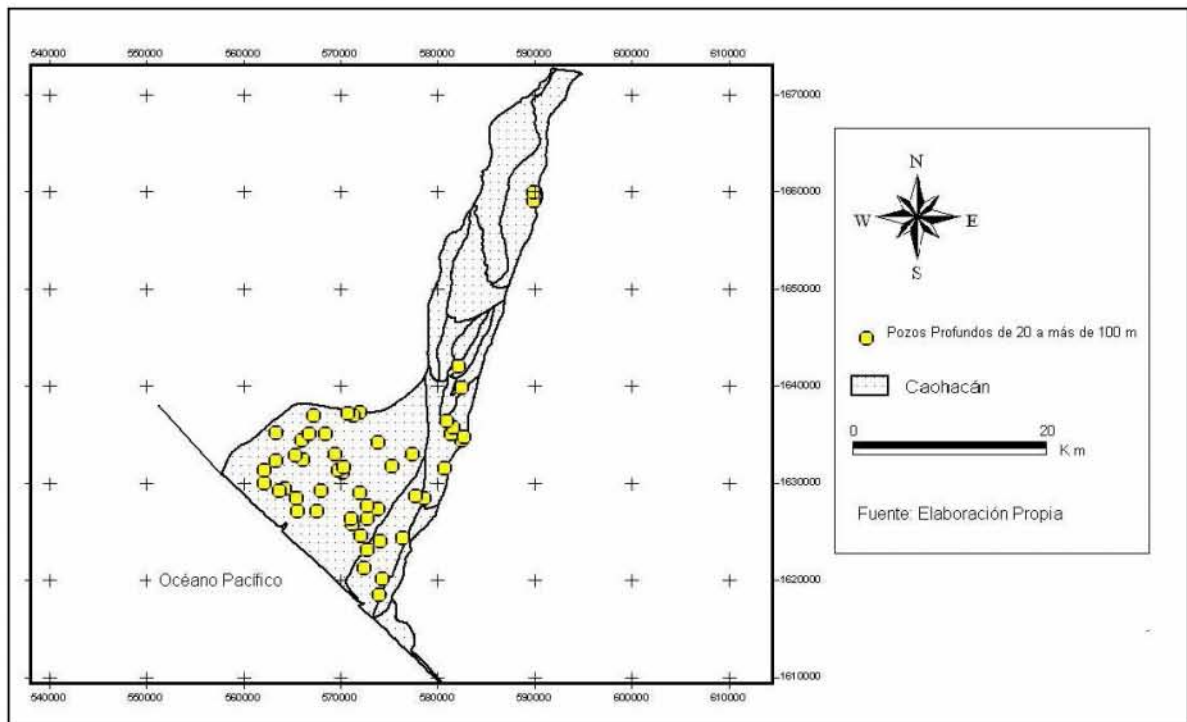 540000 550000 560000 570000 580000 590000 600000 610000
1670000
1660000
1650000
1640000
1630000
1620000
1610000
Océano Pacífico
540000 550000 560000 570000 580000 590000 600000 610000
N
W E
S
Pozos Profundos de 20 a más de 100 m
Caohacán
0 20
Km
Fuente: Elaboración Propia